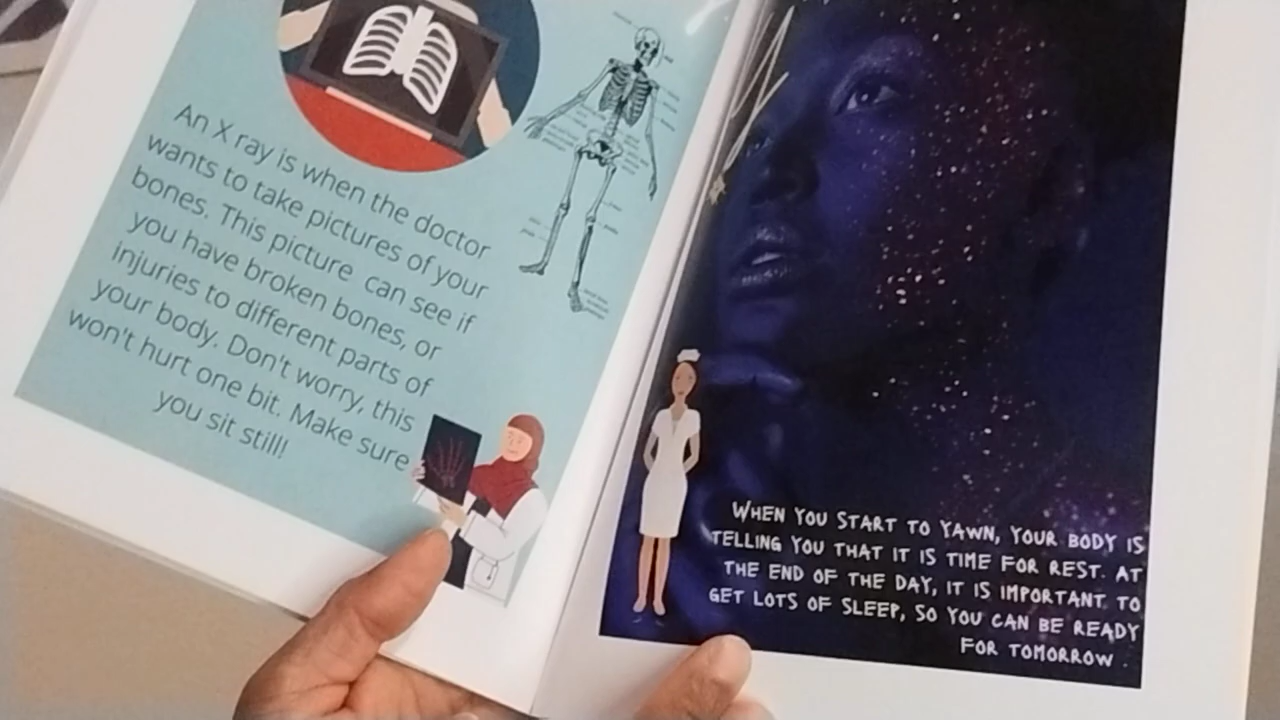 An X ray is when the doctor
wants to take pictures of your
bones. This picture can see if
you have broken bones, or
injuries to different parts of
your body. Don't worry, this
won't hurt one bit. Make sure
you sit still!
WHEN YOU START TO YAWN, YOUR BODY IS
TELLING YOU THAT IT IS TIME FOR REST. AT
THE END OF THE DAY, IT IS IMPORTANT TO
GET LOTS OF SLEEP, SO YOU CAN BE READY
FOR TOMORROW.